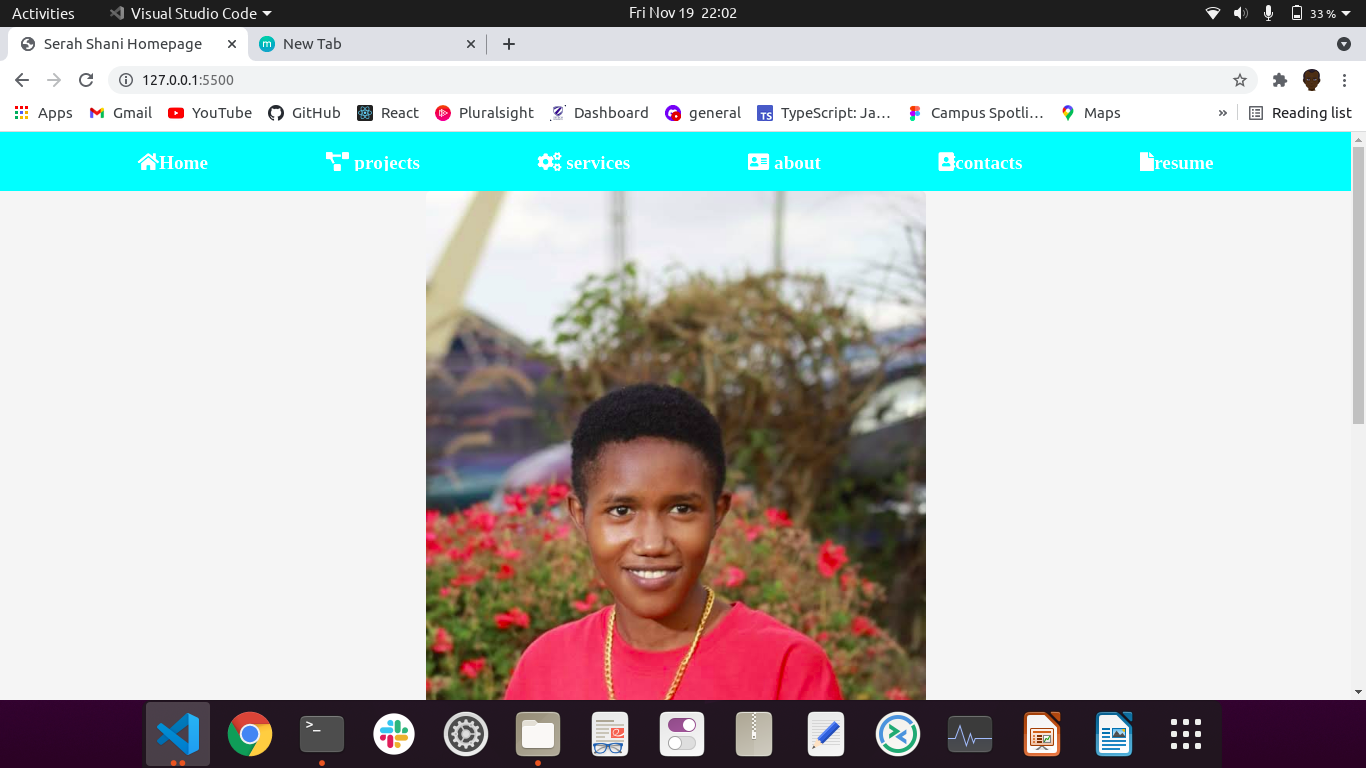 Activities Visual Studio Code Fri Nov 19 22:02 33 %
Serah Shani Homepage New Tab
127.0.0.1:5500
Apps Gmail YouTube GitHub React Pluralsight Dashboard general TypeScript: Ja… Campus Spotli… Maps » Reading list
Home projects services about contacts resume